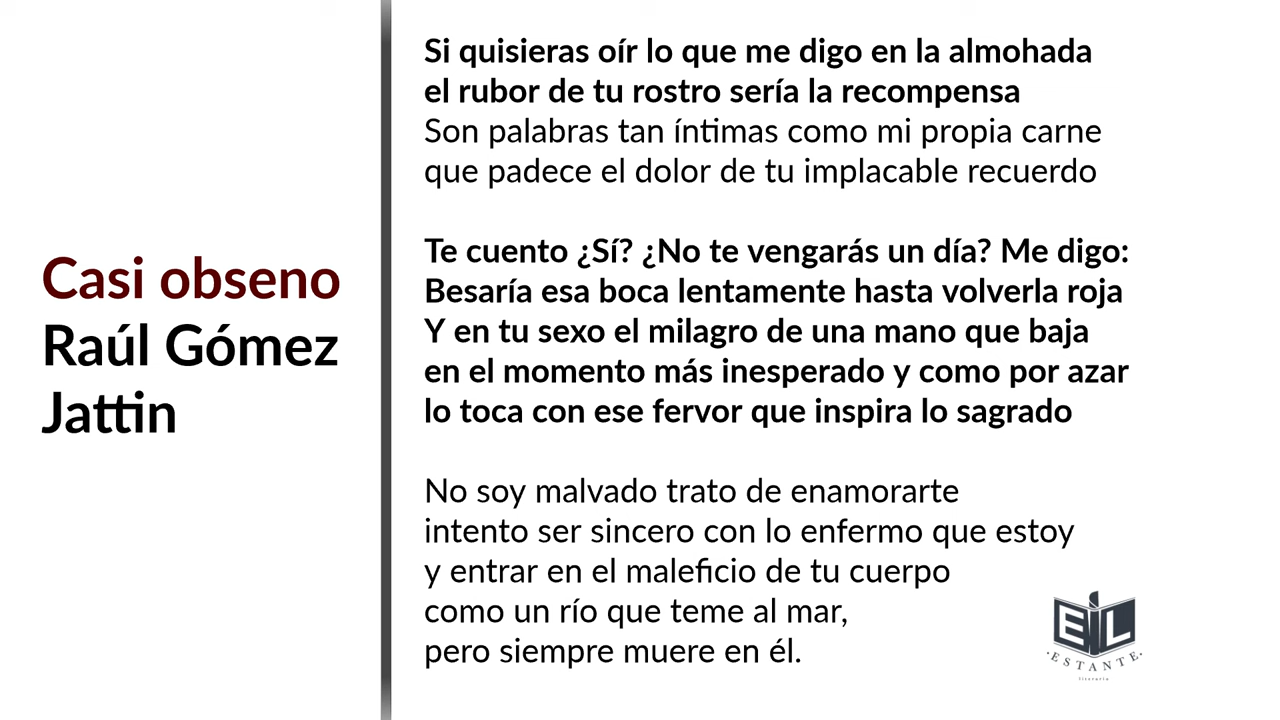 Casi obseno
Raúl Gómez
Jattin
Si quisieras oír lo que me digo en la almohada
el rubor de tu rostro sería la recompensa
Son palabras tan íntimas como mi propia carne
que padece el dolor de tu implacable recuerdo
Te cuento ¿Sí? ¿No te vengarás un día? Me digo:
Besaría esa boca lentamente hasta volverla roja
Y en tu sexo el milagro de una mano que baja
en el momento más inesperado y como por azar
lo toca con ese fervor que inspira lo sagrado
No soy malvado trato de enamorarte
intento ser sincero con lo enfermo que estoy
y entrar en el maleficio de tu cuerpo
como un río que teme al mar,
pero siempre muere en él.
EL
·ESTANTE·
literario